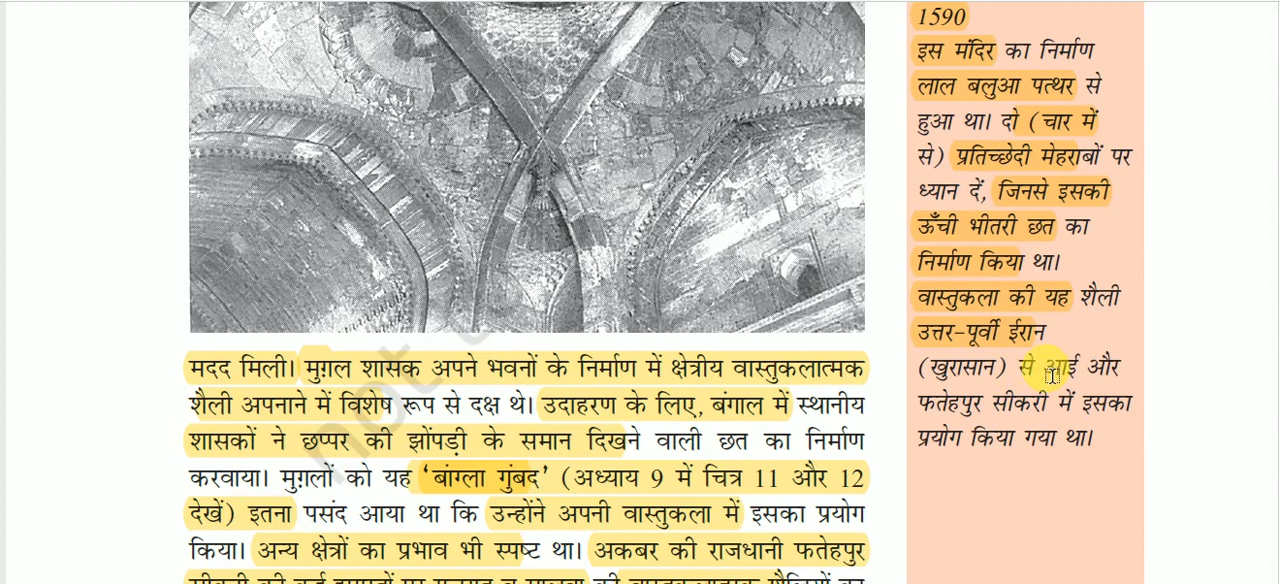 मदद मिली। मुग़ल शासक अपने भवनों के निर्माण में क्षेत्रीय वास्तुकलात्मक
शैली अपनाने में विशेष रूप से दक्ष थे। उदाहरण के लिए, बंगाल में स्थानीय
शासकों ने छप्पर की झोंपड़ी के समान दिखने वाली छत का निर्माण
करवाया। मुग़लों को यह ‘बांग्ला गुंबद’ (अध्याय 9 में चित्र 11 और 12
देखें) इतना पसंद आया था कि उन्होंने अपनी वास्तुकला में इसका प्रयोग
किया। अन्य क्षेत्रों का प्रभाव भी स्पष्ट था। अकबर की राजधानी फतेहपुर
1590
इस मंदिर का निर्माण
लाल बलुआ पत्थर से
हुआ था। दो (चार में
से) प्रतिच्छेदी मेहराबों पर
ध्यान दें, जिनसे इसकी
ऊँची भीतरी छत का
निर्माण किया था।
वास्तुकला की यह शैली
उत्तर-पूर्वी ईरान
(खुरासान) से आई और
फतेहपुर सीकरी में इसका
प्रयोग किया गया था।
not